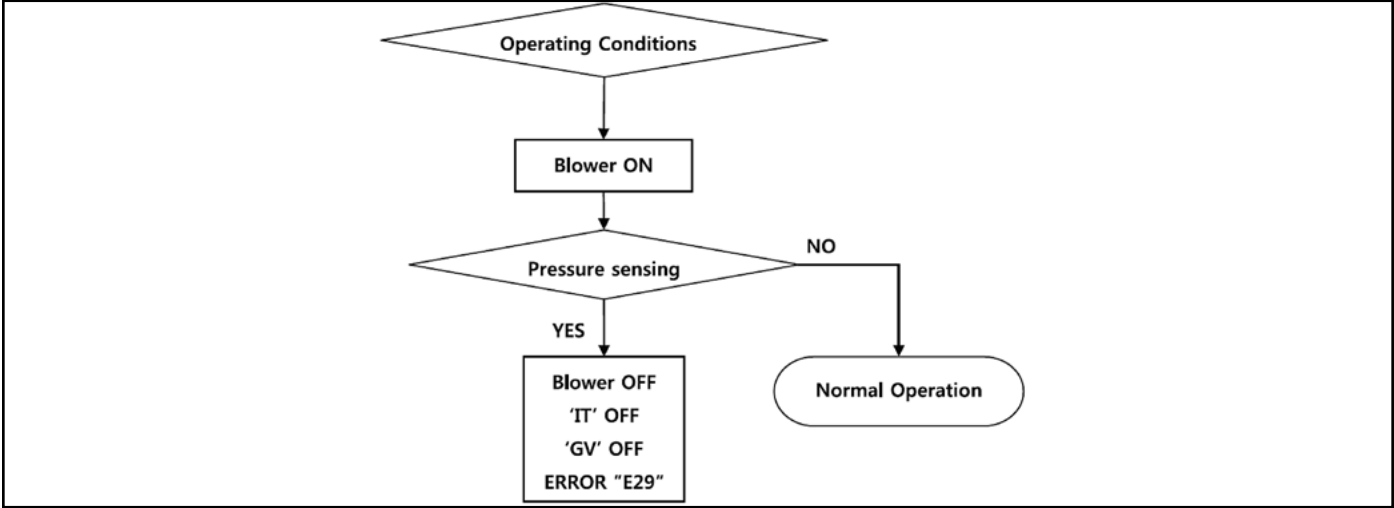 Operating Conditions
Blower ON
Pressure sensing
NO
YES
Blower OFF
‘IT’ OFF
‘GV’ OFF
ERROR “E29“
Normal Operation